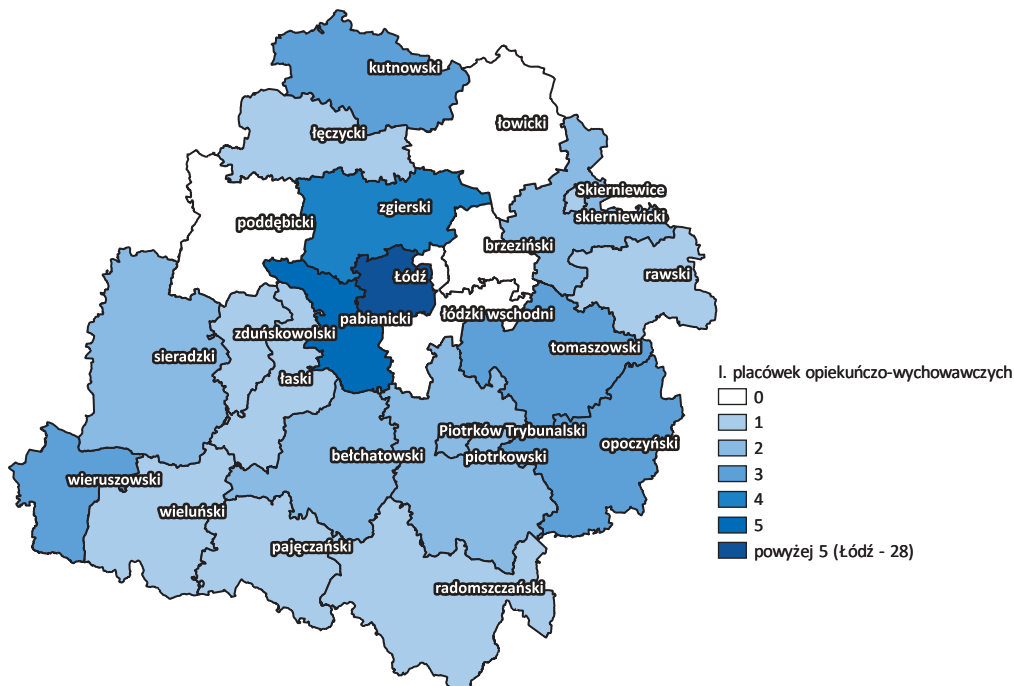 kutnowski
łowicki
łęczycki
Skierniewice
zgierski
skierniewicki
poddębicki
brzeziński
Łódź
rawski
łódzki wschodni
pabianicki
zduńskowolski
tomaszowski
sieradzki
łaski
Piotrków Trybunalski
opoczyński
bełchatowski
piotrkowski
wieruszowski
wieluński
pajęczański
radomszczański
l. placówek opiekuńczo-wychowawczych
0
1
2
3
4
5
powyżej 5 (Łódź - 28)